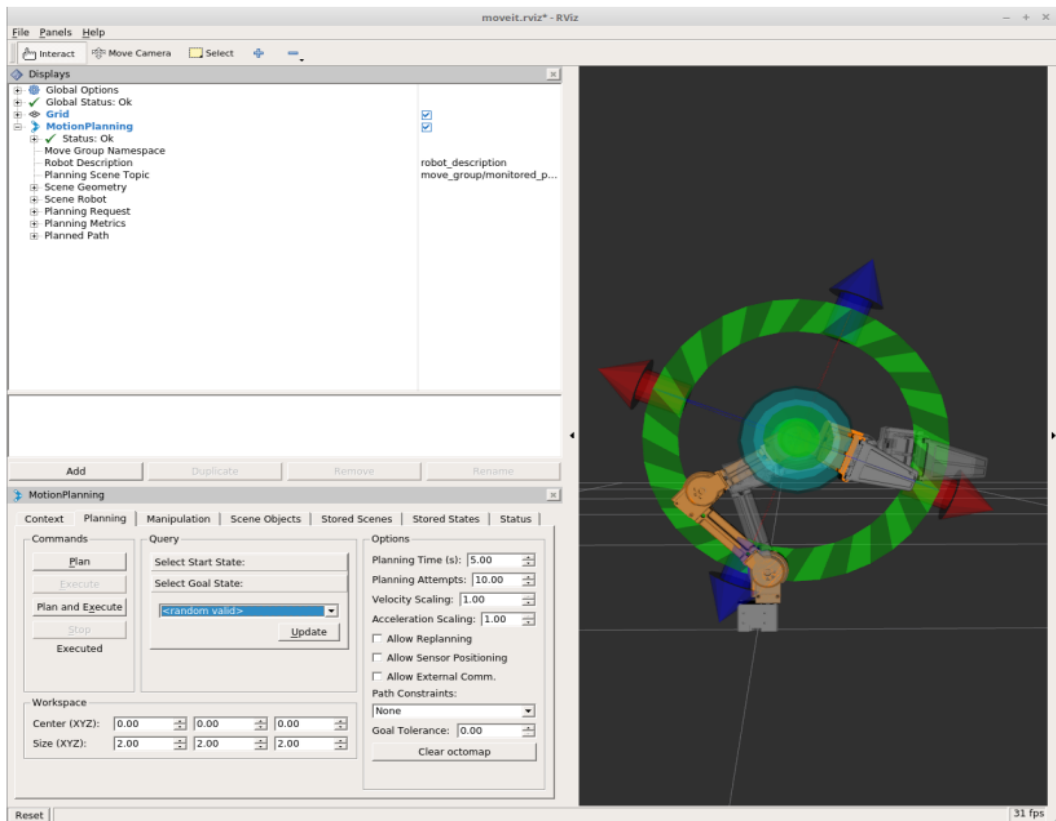 moveit.rviz* - RViz
File Panels Help
Interact Move Camera Select
Displays
Global Options
Global Status: Ok
Grid
MotionPlanning
Status: Ok
Move Group Namespace
Robot Description robot_description
Planning Scene Topic move_group/monitored_p...
Scene Geometry
Scene Robot
Planning Request
Planning Metrics
Planned Path
Add Duplicate Remove Rename
MotionPlanning
Context Planning Manipulation Scene Objects Stored Scenes Stored States Status
Commands
Plan
Execute
Plan and Execute
Stop
Executed
Query
Select Start State:
Select Goal State:
<random valid>
Update
Options
Planning Time (s): 5.00
Planning Attempts: 10.00
Velocity Scaling: 1.00
Acceleration Scaling: 1.00
Allow Replanning
Allow Sensor Positioning
Allow External Comm.
Path Constraints:
None
Goal Tolerance: 0.00
Clear octomap
Workspace
Center (XYZ): 0.00 0.00 0.00
Size (XYZ): 2.00 2.00 2.00
Reset 31 fps